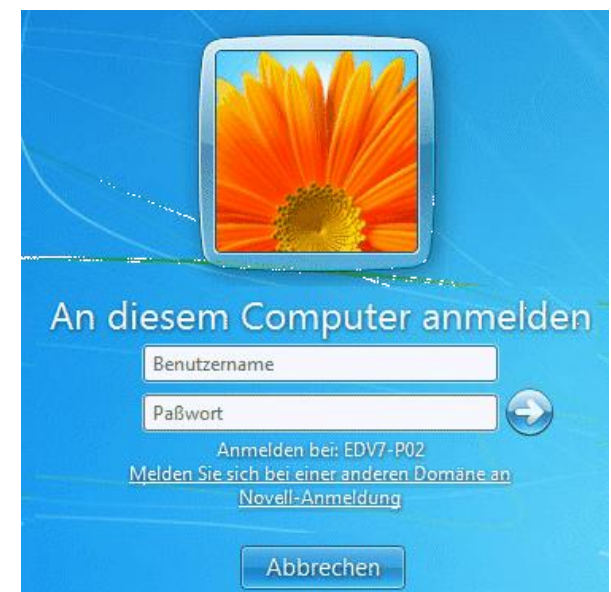 An diesem Computer anmelden
Benutzername
Paßwort
Anmelden bei: EDV7-P02
Melden Sie sich bei einer anderen Domäne an
Novell-Anmeldung
Abbrechen